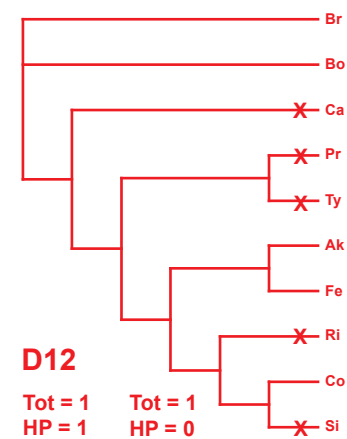 Br
Bo
X Ca
X Pr
X Ty
Ak
Fe
X Ri
Co
X Si
D12
Tot = 1 Tot = 1
HP = 1 HP = 0